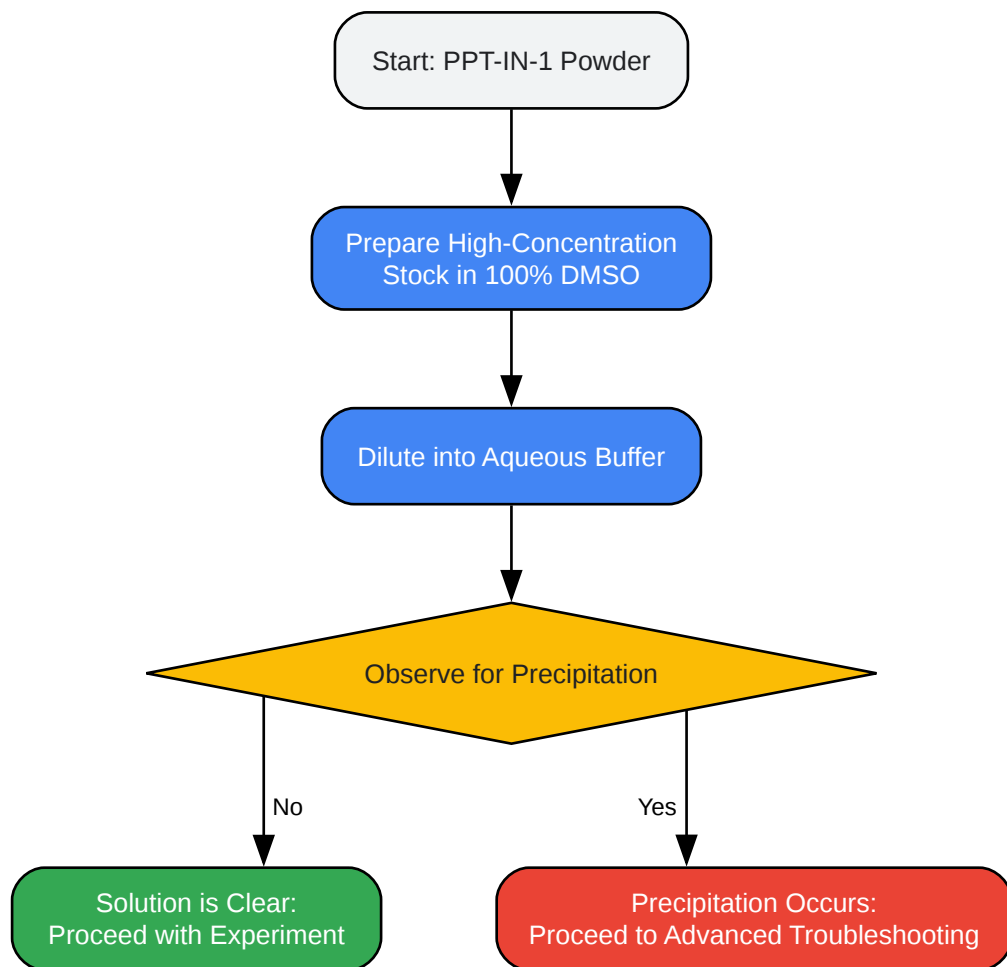 Start: PPT-IN-1 Powder
Prepare High-Concentration
Stock in 100% DMSO
Dilute into Aqueous Buffer
Observe for Precipitation
No
Yes
Solution is Clear:
Proceed with Experiment
Precipitation Occurs:
Proceed to Advanced Troubleshooting